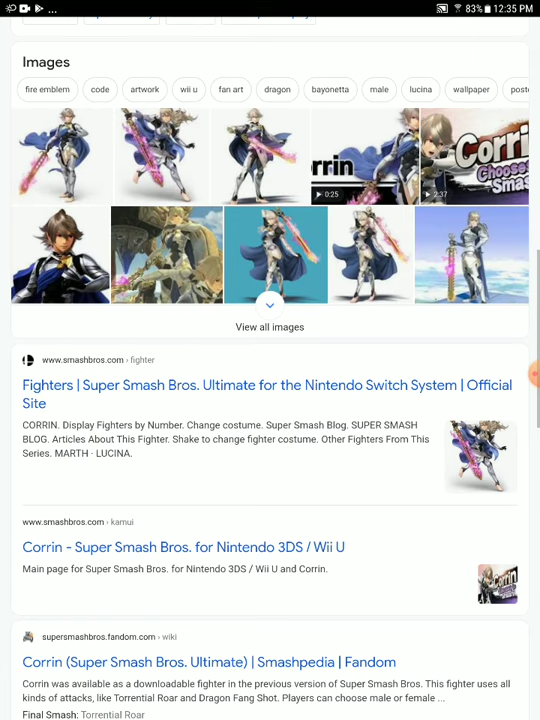 ... 83% 12:35 PM
Images
fire emblem code artwork wii u fan art dragon bayonetta male lucina wallpaper
rrin
0:25
Corri
Choose
Smas
2:37
View all images
www.smashbros.com › fighter
Fighters | Super Smash Bros. Ultimate for the Nintendo Switch System | Official
Site
CORRIN. Display Fighters by Number. Change costume. Super Smash Blog. SUPER SMASH
BLOG. Articles About This Fighter. Shake to change fighter costume. Other Fighters From This
Series. MARTH · LUCINA.
www.smashbros.com › kamui
Corrin - Super Smash Bros. for Nintendo 3DS / Wii U
Main page for Super Smash Bros. for Nintendo 3DS / Wii U and Corrin.
Corrin
supersmashbros.fandom.com › wiki
Corrin (Super Smash Bros. Ultimate) | Smashpedia | Fandom
Corrin was available as a downloadable fighter in the previous version of Super Smash Bros. This fighter uses all
kinds of attacks, like Torrential Roar and Dragon Fang Shot. Players can choose male or female ...
Final Smash: Torrential Roar